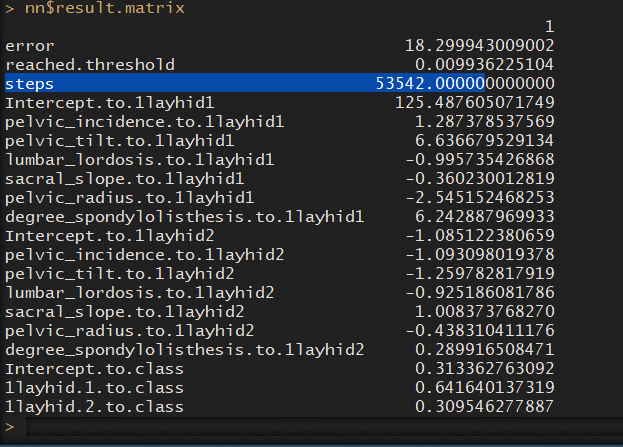 > nn$result.matrix
1
error 18.299943009002
reached.threshold 0.009936225104
steps 53542.000000000000
Intercept.to.1layhid1 125.487605071749
pelvic_incidence.to.1layhid1 1.287378537569
pelvic_tilt.to.1layhid1 6.636679529134
lumbar_lordosis.to.1layhid1 -0.995735426868
sacral_slope.to.1layhid1 -0.360230012819
pelvic_radius.to.1layhid1 -2.545152468253
degree_spondylolisthesis.to.1layhid1 6.242887969933
Intercept.to.1layhid2 -1.085122380659
pelvic_incidence.to.1layhid2 -1.093098019378
pelvic_tilt.to.1layhid2 -1.259782817919
lumbar_lordosis.to.1layhid2 -0.925186081786
sacral_slope.to.1layhid2 1.008373768270
pelvic_radius.to.1layhid2 -0.438310411176
degree_spondylolisthesis.to.1layhid2 0.289916508471
Intercept.to.class 0.313362763092
1layhid.1.to.class 0.641640137319
1layhid.2.to.class 0.309546277887
>